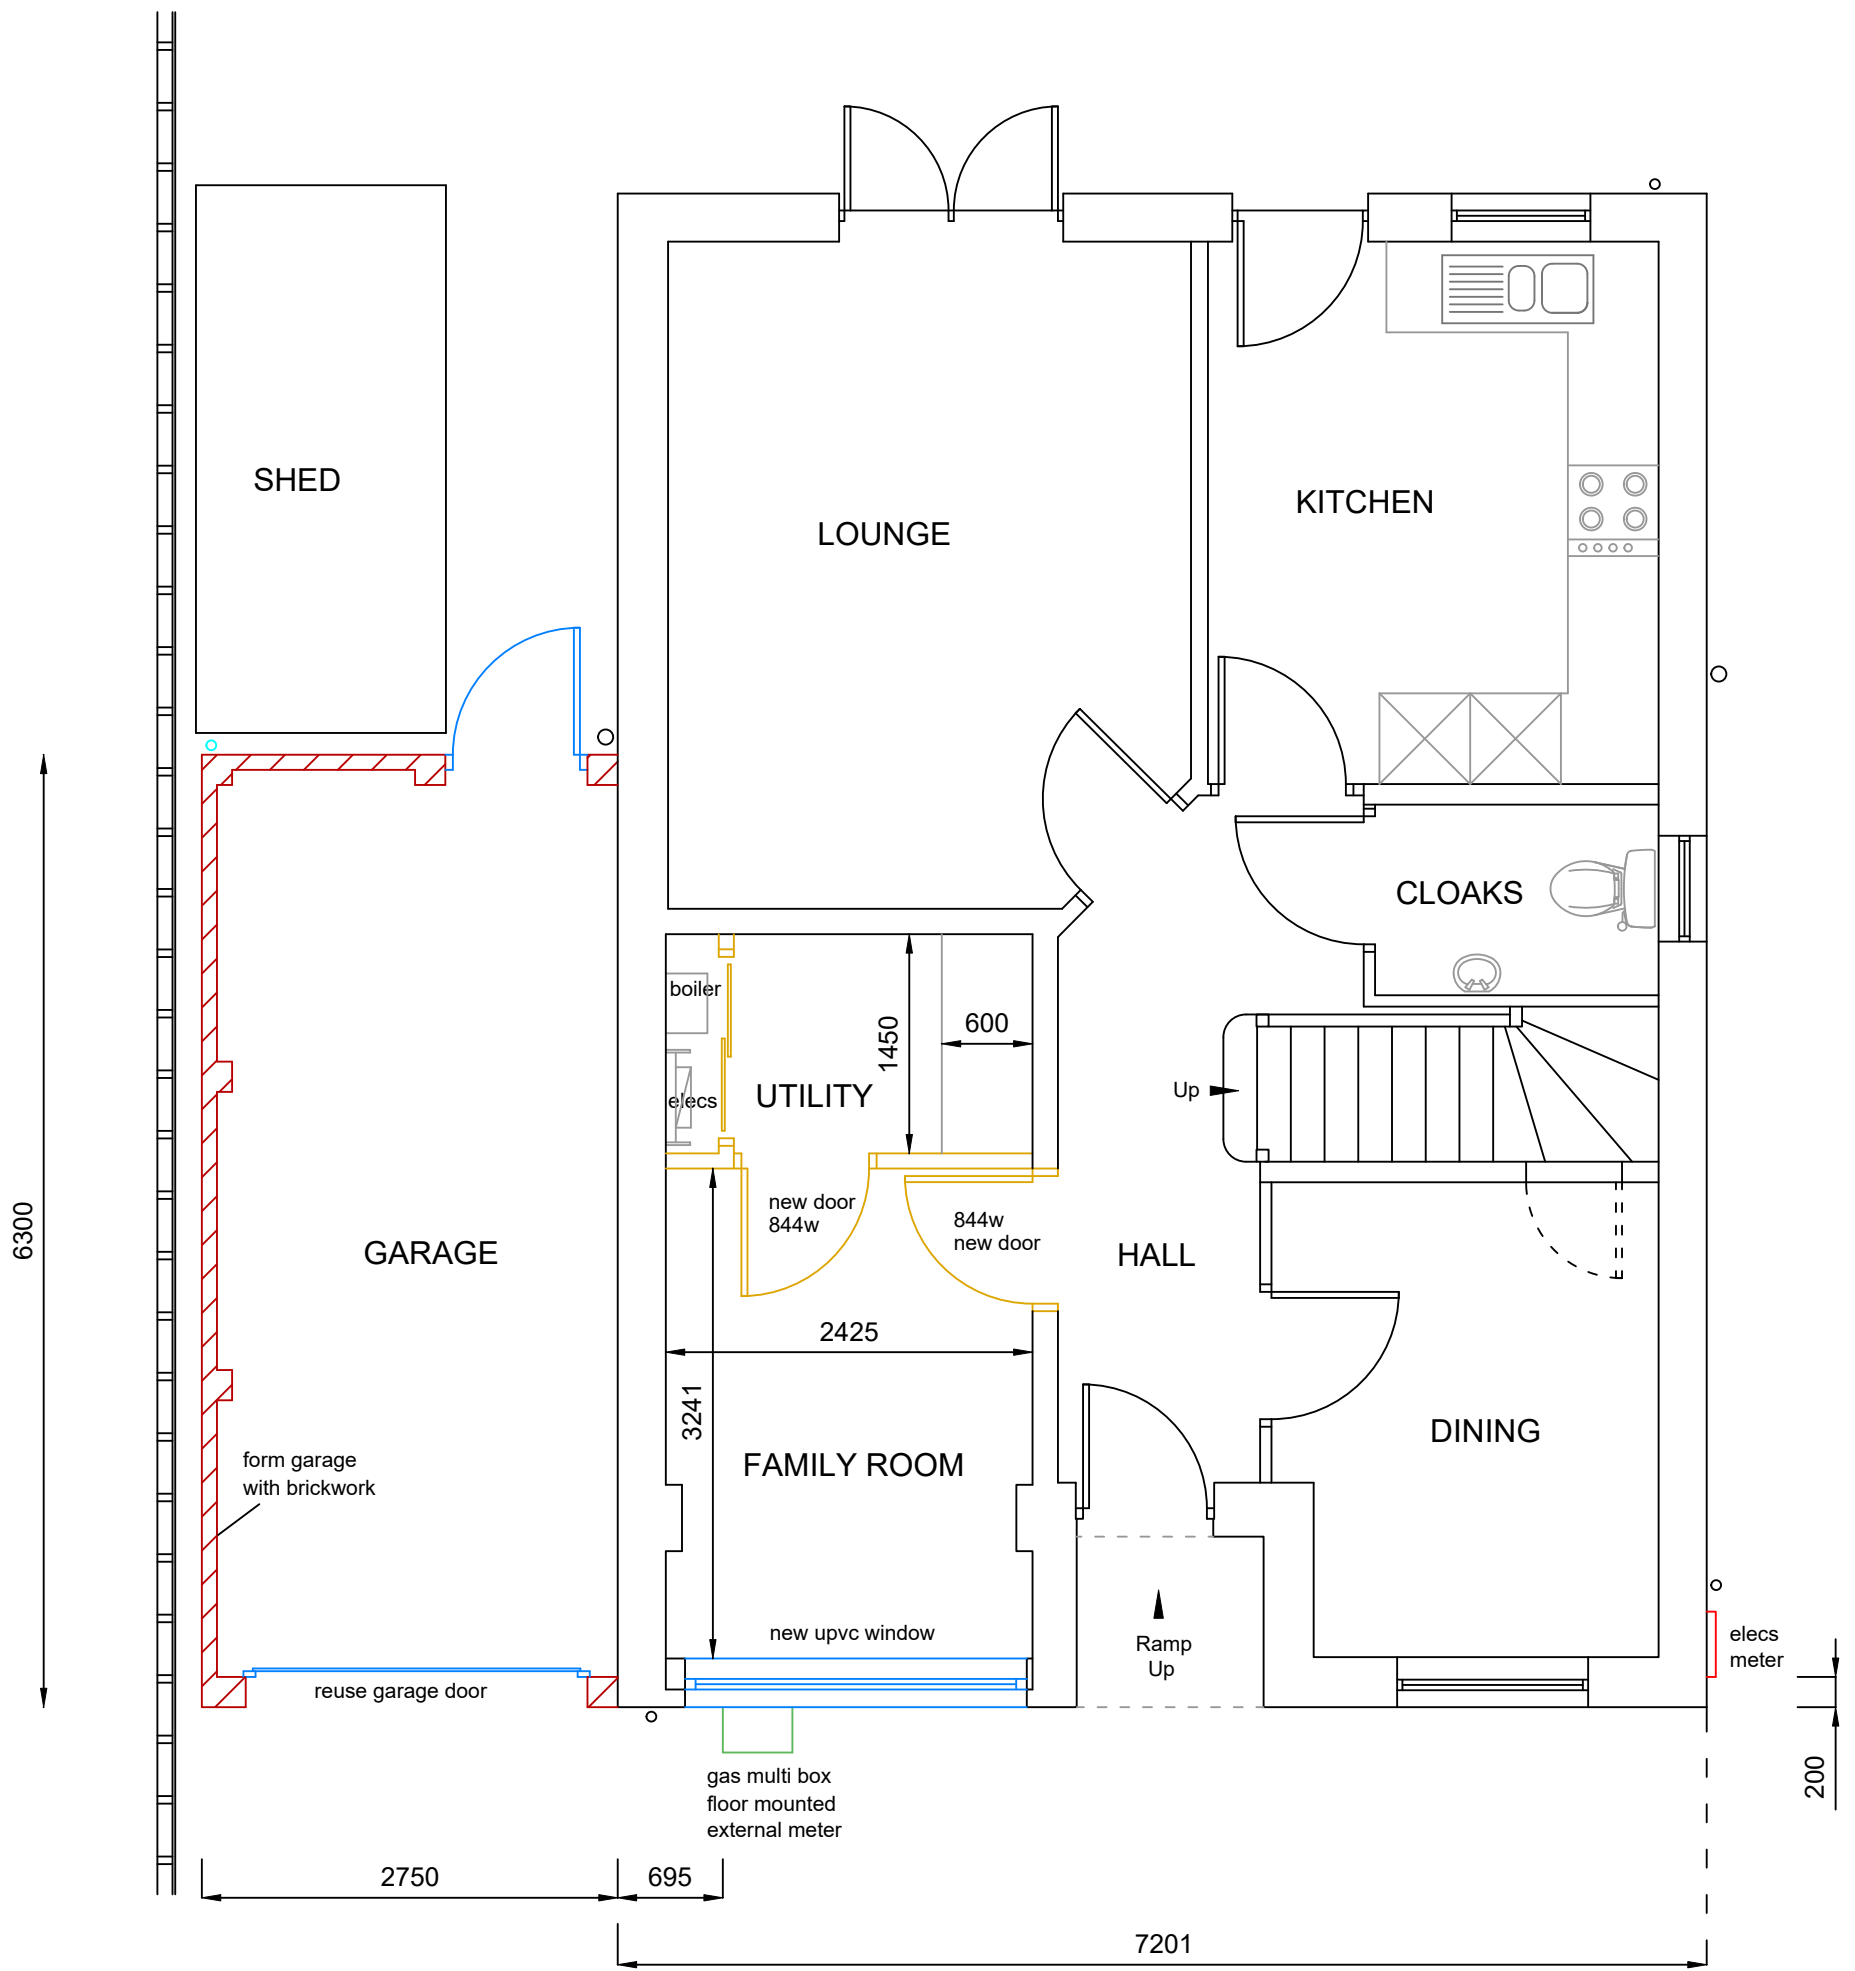 SHED
LOUNGE
KITCHEN
CLOAKS
boiler
1450
600
elecs
UTILITY
Up
new door
844w
844w
new door
6300
GARAGE
HALL
2425
3241
DINING
FAMILY ROOM
form garage
with brickwork
new upvc window
Ramp
Up
elecs
meter
reuse garage door
200
gas multi box
floor mounted
external meter
2750
695
7201